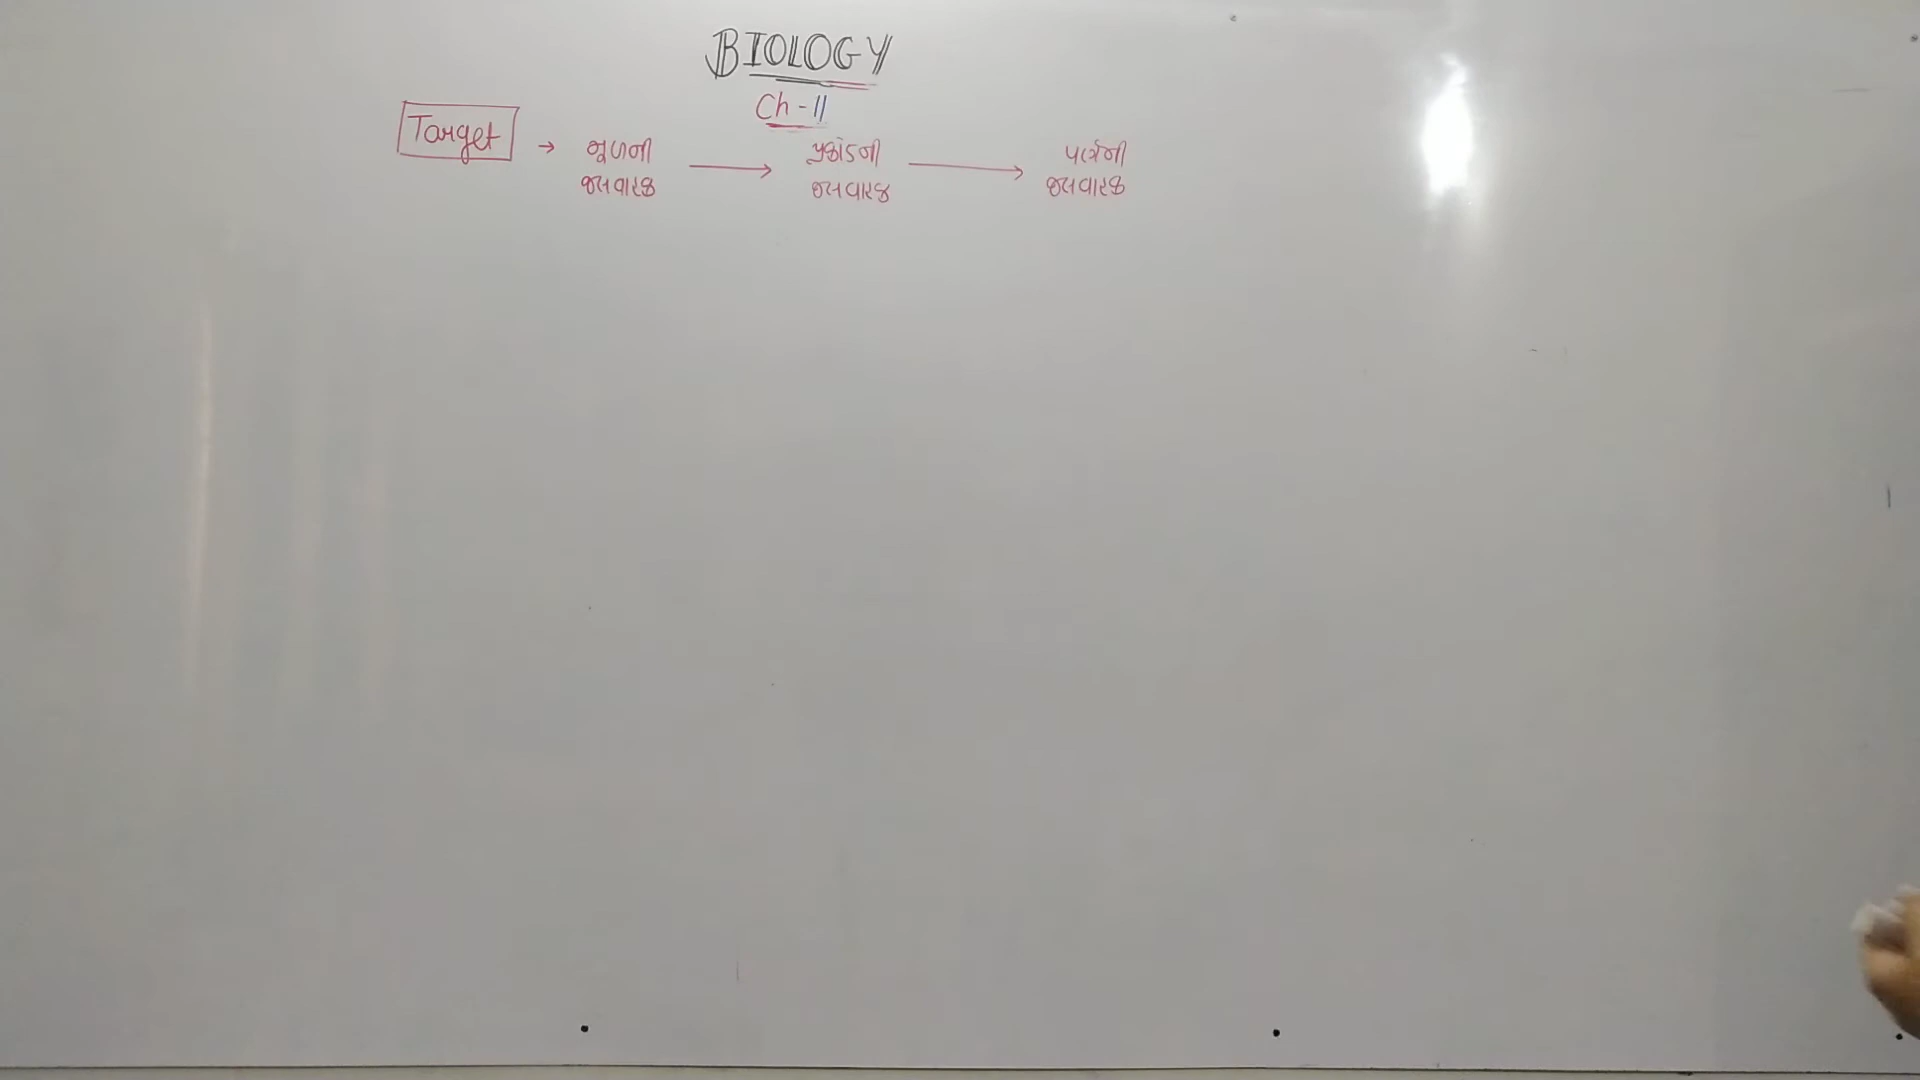 BIOLOGY
Ch - 11
Target → મૂળની → પ્રકાંડની → પર્ણની
જલવાહક જલવાહક જલવાહક